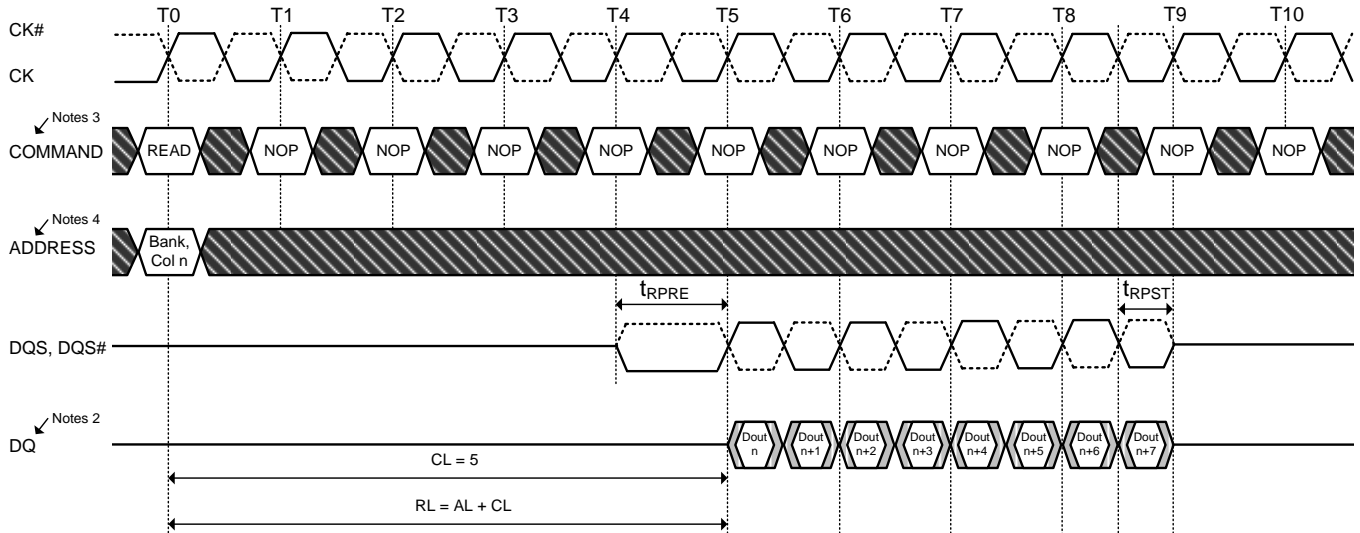 T0 T1 T2 T3 T4 T5 T6 T7 T8 T9 T10
CK#
CK
Notes 3
COMMAND READ NOP NOP NOP NOP NOP NOP NOP NOP NOP NOP
Notes 4
ADDRESS Bank,
Col n
tRPRE tRPST
DQS, DQS#
Notes 2
DQ
Dout Dout Dout Dout Dout Dout Dout Dout
n n+1 n+2 n+3 n+4 n+5 n+6 n+7
CL = 5
RL = AL + CL